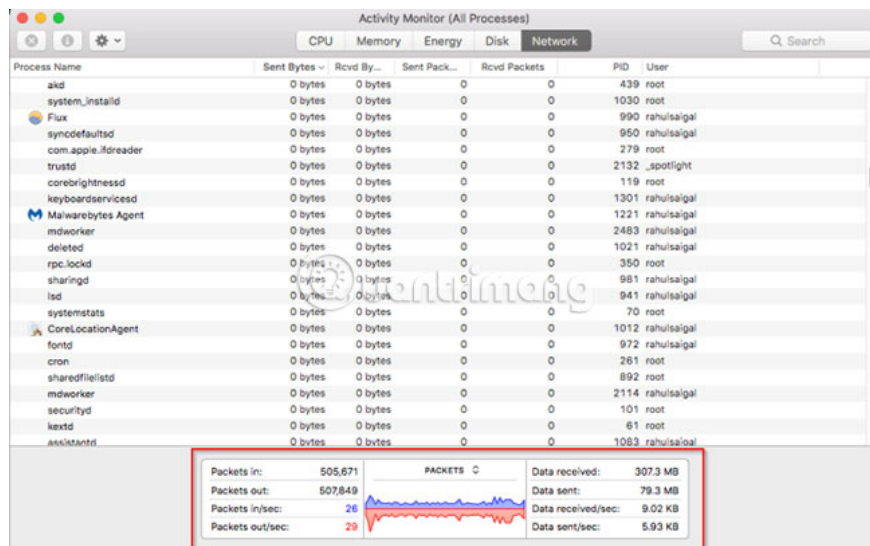 Activity Monitor (All Processes)
CPU Memory Energy Disk Network Search
Process Name Sent Bytes Rcvd By... Sent Pack... Rcvd Packets PID User
akd 0 bytes 0 bytes 0 0 439 root
system_installd 0 bytes 0 bytes 0 0 1030 root
Flux 0 bytes 0 bytes 0 0 990 rahulsaigal
syncdefaultsd 0 bytes 0 bytes 0 0 950 rahulsaigal
com.apple.ifdreader 0 bytes 0 bytes 0 0 279 root
trustd 0 bytes 0 bytes 0 0 2132 _spotlight
corebrightnessd 0 bytes 0 bytes 0 0 119 root
keyboardservicesd 0 bytes 0 bytes 0 0 1301 rahulsaigal
Malwarebytes Agent 0 bytes 0 bytes 0 0 1221 rahulsaigal
mdworker 0 bytes 0 bytes 0 0 2483 rahulsaigal
deleted 0 bytes 0 bytes 0 0 1021 rahulsaigal
rpc.lockd 0 bytes 0 bytes 0 0 350 root
sharingd 0 bytes 0 bytes 0 0 981 rahulsaigal
lsd 0 bytes 0 bytes 0 0 941 rahulsaigal
Quantrimang
systemstats 0 bytes 0 bytes 0 0 70 root
CoreLocationAgent 0 bytes 0 bytes 0 0 1012 rahulsaigal
fontd 0 bytes 0 bytes 0 0 972 rahulsaigal
cron 0 bytes 0 bytes 0 0 261 root
sharedfilelistd 0 bytes 0 bytes 0 0 892 root
mdworker 0 bytes 0 bytes 0 0 2114 rahulsaigal
securityd 0 bytes 0 bytes 0 0 101 root
kextd 0 bytes 0 bytes 0 0 61 root
assistantd 0 bytes 0 bytes 0 0 1083 rahulsaigal
Packets in: 505,671 PACKETS Data received: 307.3 MB
Packets out: 507,849 Data sent: 79.3 MB
Packets in/sec: 26 Data received/sec: 9.02 KB
Packets out/sec: 29 Data sent/sec: 5.93 KB